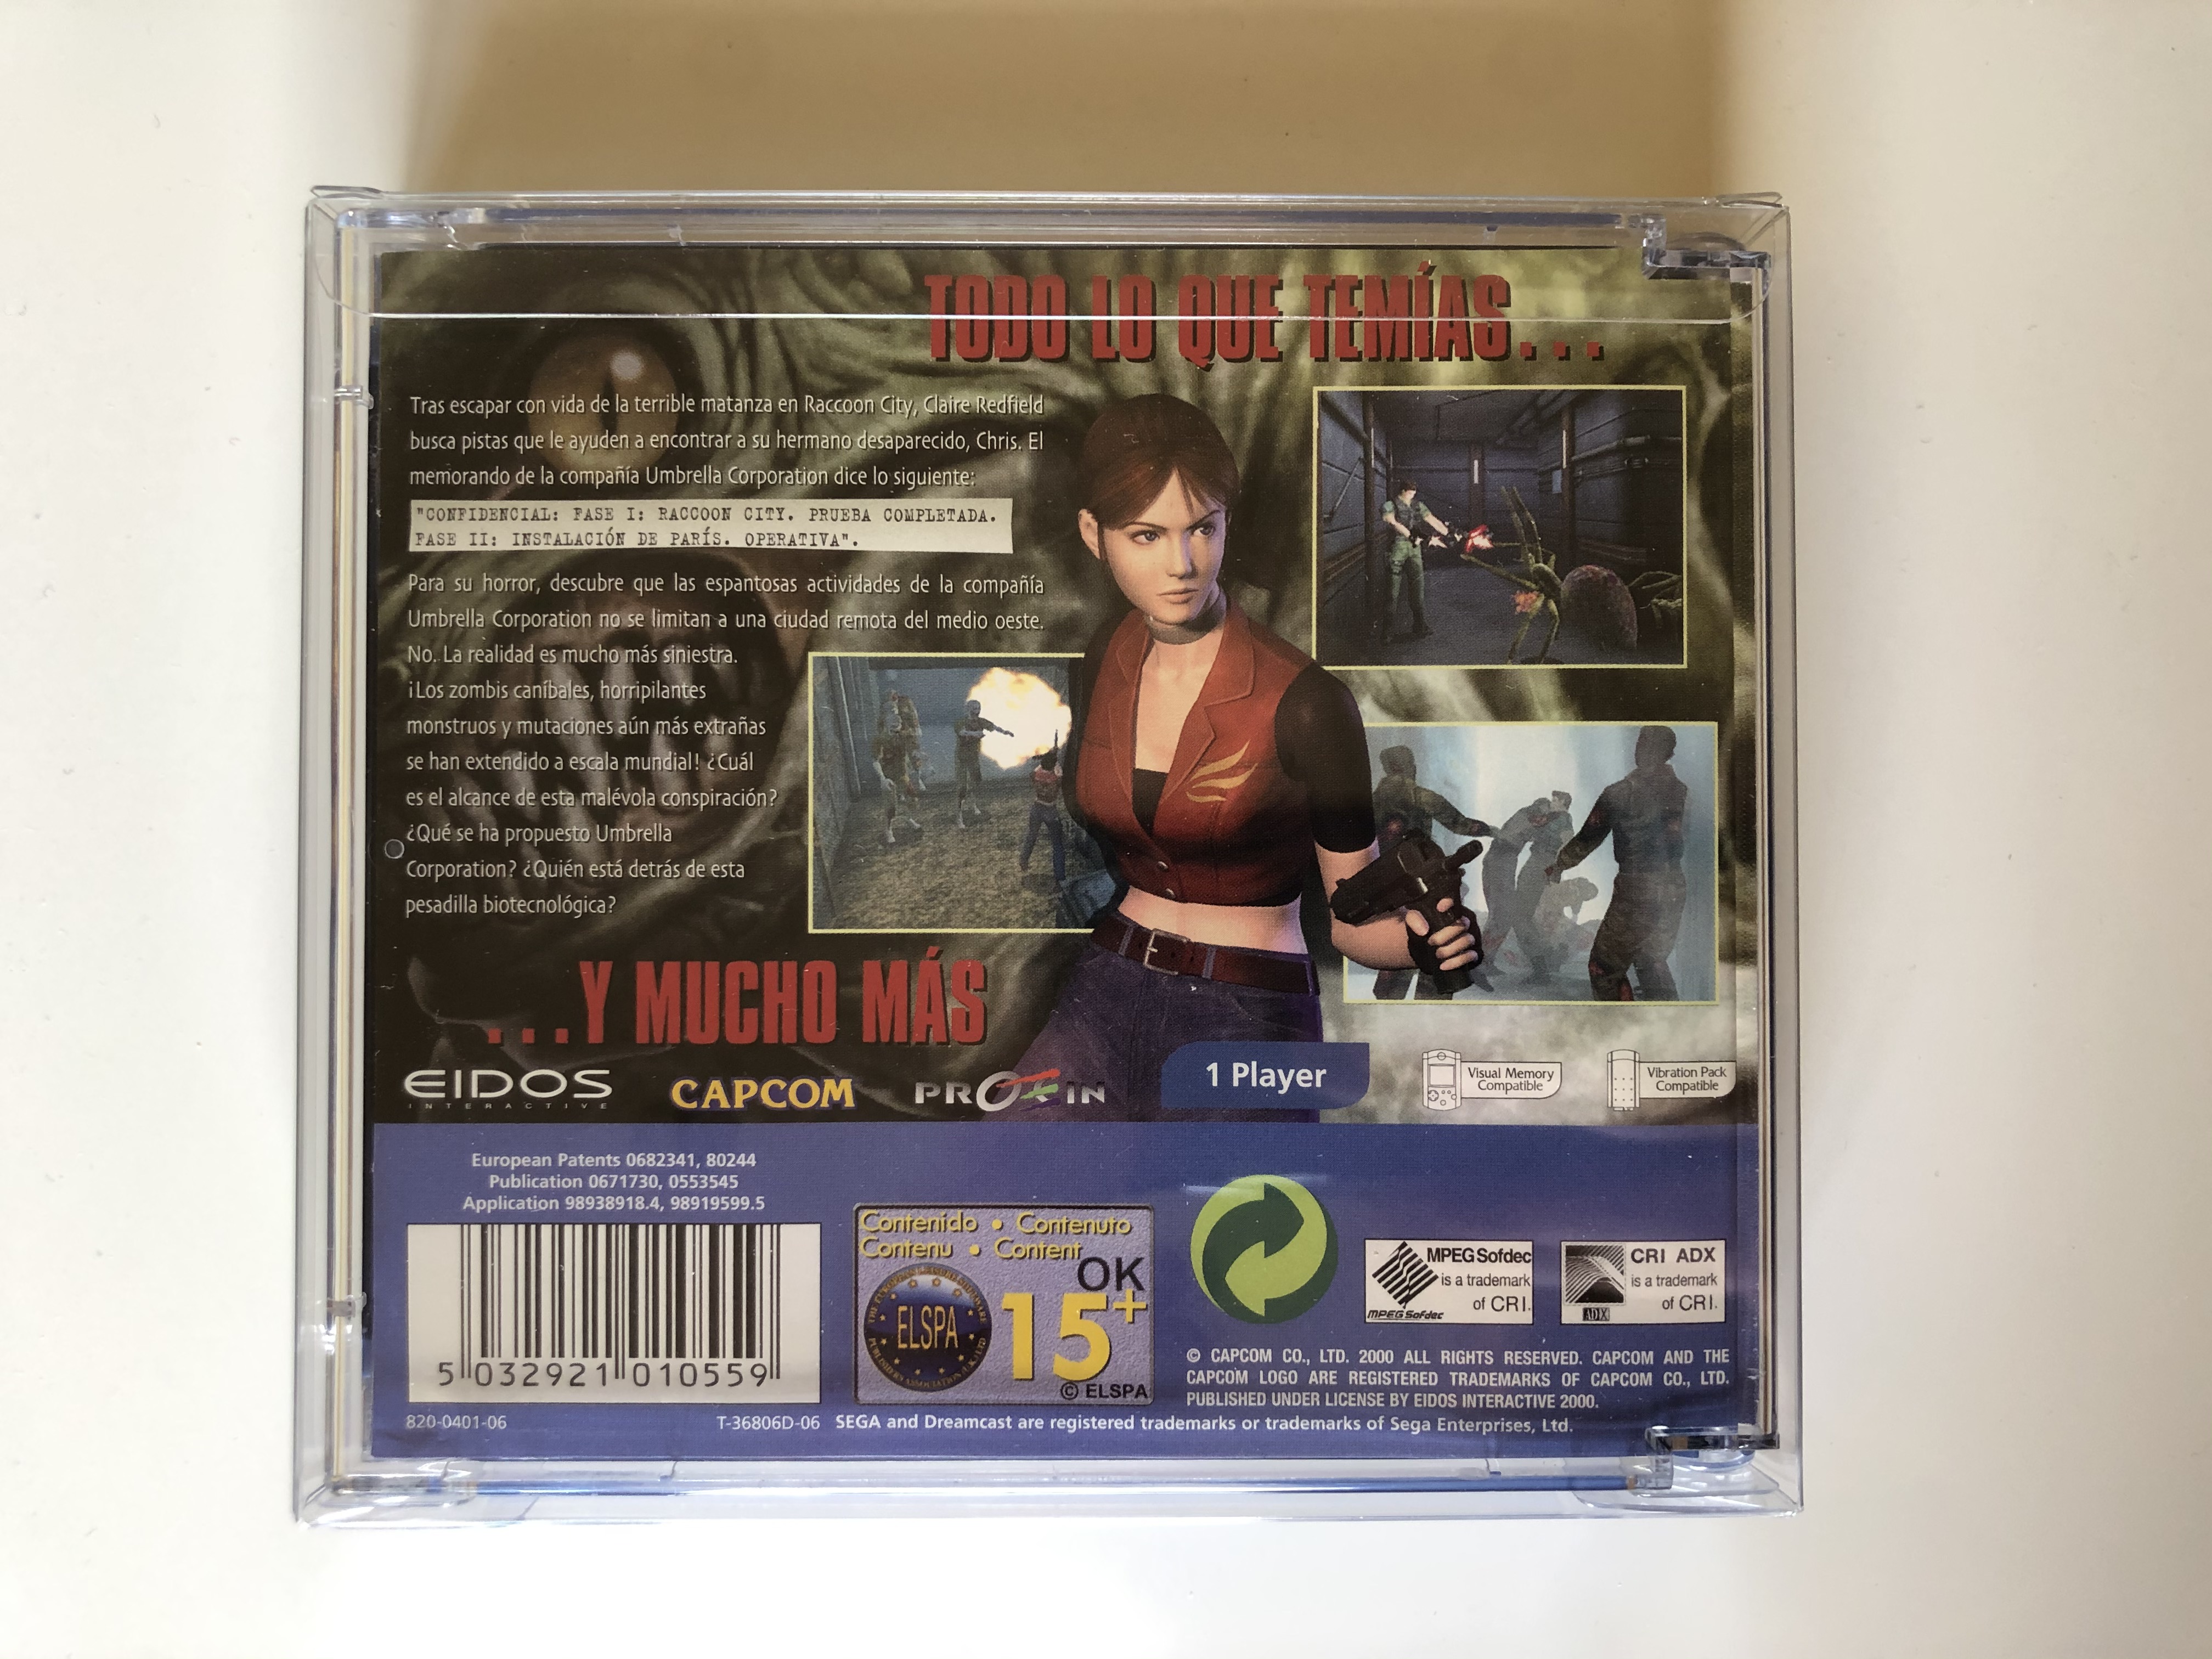 TODO LO QUE TEMÍAS...
Tras escapar con vida de la terrible matanza en Raccoon City, Claire Redfield
busca pistas que le ayuden a encontrar a su hermano desaparecido, Chris. El
memorando de la compañía Umbrella Corporation dice lo siguiente:
"CONFIDENCIAL: FASE I: RACCOON CITY. PRUEBA COMPLETADA.
FASE II: INSTALACIÓN DE PARÍS. OPERATIVA".
Para su horror, descubre que las espantosas actividades de la compañía
Umbrella Corporation no se limitan a una ciudad remota del medio oeste.
No. La realidad es mucho más siniestra.
¡Los zombis caníbales, horripilantes
monstruos y mutaciones aún más extrañas
se han extendido a escala mundial! ¿Cuál
es el alcance de esta malévola conspiración?
¿Qué se ha propuesto Umbrella
Corporation? ¿Quién está detrás de esta
pesadilla biotecnológica?
...Y MUCHO MÁS
EIDOS
INTERACTIVE
CAPCOM
PROEIN
1 Player
Visual Memory
Compatible
Vibration Pack
Compatible
European Patents 0682341, 80244
Publication 0671730, 0553545
Application 98938918.4, 98919599.5
5 032921 010559
820-0401-06
T-36806D-06
Contenido • Contenuto
Contenu • Content
OK
ELSPA
15+
© ELSPA
MPEG Sofdec
is a trademark
of CRI.
MPEG Sofdec
CRI ADX
is a trademark
of CRI.
ADX
© CAPCOM CO., LTD. 2000 ALL RIGHTS RESERVED. CAPCOM AND THE
CAPCOM LOGO ARE REGISTERED TRADEMARKS OF CAPCOM CO., LTD.
PUBLISHED UNDER LICENSE BY EIDOS INTERACTIVE 2000.
SEGA and Dreamcast are registered trademarks or trademarks of Sega Enterprises, Ltd.